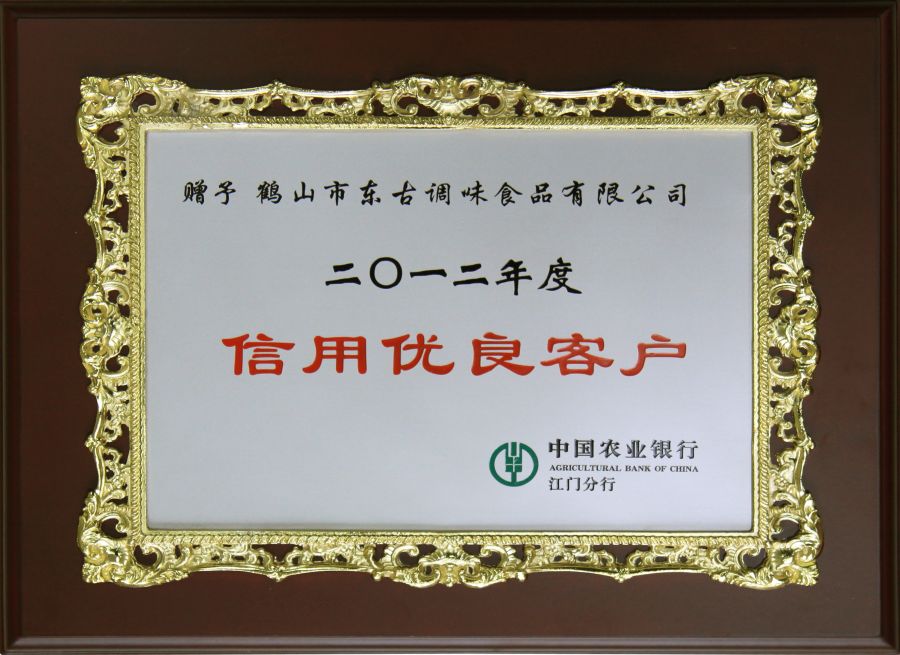 赠予 鹤山市东古调味食品有限公司
二〇一二年度
信用优良客户
中国农业银行
AGRICULTURAL BANK OF CHINA
江门分行